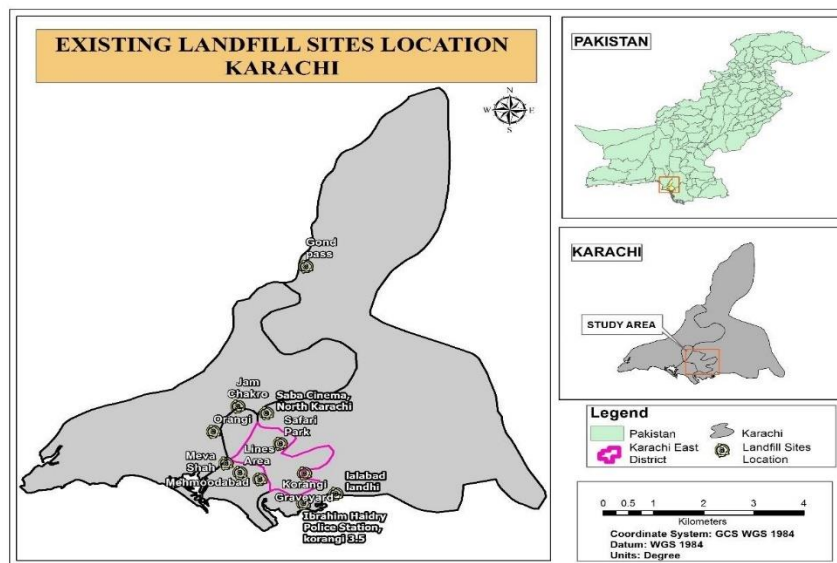 EXISTING LANDFILL SITES LOCATION
KARACHI
N
W E
S
Gond
pass
Jam
Chakro
Saba Cinema,
North Karachi
Orangi
Safari
Park
Lines
Area
Meva
Shah
Mehmoodabad
Korangi
Graveyard
lalabad
landhi
Ibrahim Haidry
Police Station,
korangi 3.5
PAKISTAN
KARACHI
STUDY AREA
Legend
Pakistan
Karachi
Karachi East
District
Landfill Sites
Location
0 0.5 1 2 3 4
Kilometers
Coordinate System: GCS WGS 1984
Datum: WGS 1984
Units: Degree